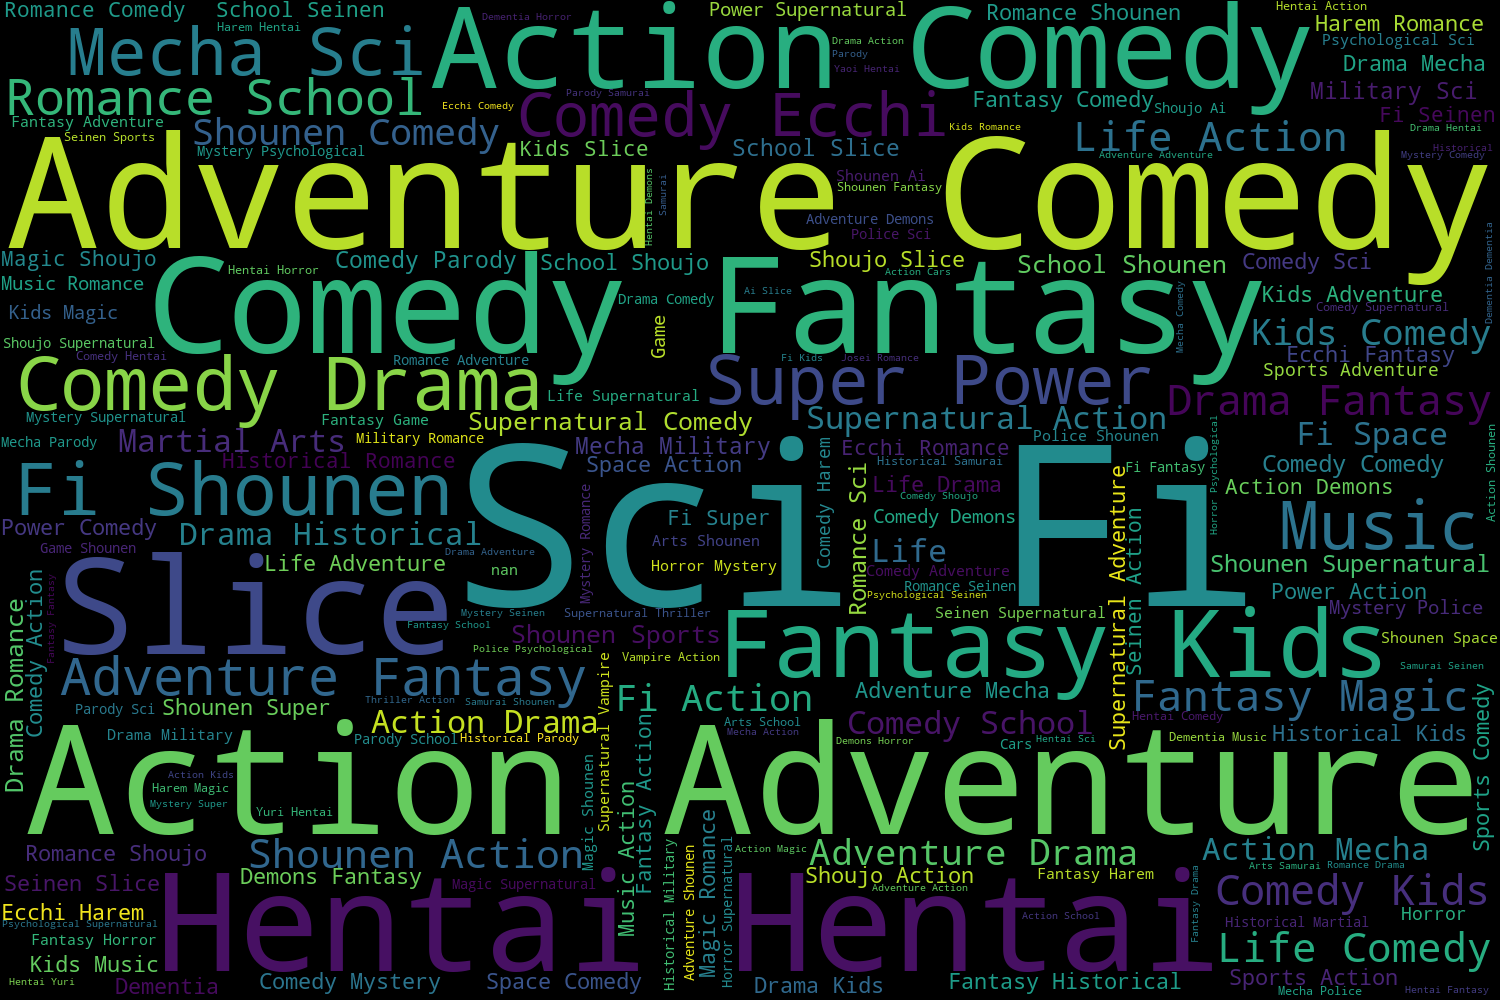 Romance Comedy
School Seinen
Dementia Horror
Power Supernatural
Romance Shounen
Hentai Action
Harem Romance
Harem Hentai
Mecha Sci
Action Comedy
Drama Action
Parody
Yaoi Hentai
Psychological Sci
Drama Mecha
Romance School
Ecchi Comedy
Parody Samurai
Comedy Ecchi
Fantasy Comedy
Shoujo Ai
Military Sci
Fi Seinen
Fantasy Adventure
Seinen Sports
Shounen Comedy
Mystery Psychological
Kids Slice
School Slice
Kids Romance
Life Action
Adventure Adventure
Drama Hentai
Historical
Mystery Comedy
Adventure Comedy
Hentai Demons
Samurai
Shounen Ai
Shounen Fantasy
Adventure Demons
Police Sci
Magic Shoujo
Music Romance
Kids Magic
Shoujo Supernatural
Hentai Horror
Comedy Parody
School Shoujo
Shoujo Slice
Action Cars
School Shounen
Comedy Sci
Dementia Dementia
Comedy Fantasy
Drama Comedy
Ai Slice
Kids Adventure
Comedy Supernatural
Game
Mecha Comedy
Kids Comedy
Comedy Hentai
Romance Adventure
Fi Kids
Josei Romance
Ecchi Fantasy
Sports Adventure
Comedy Drama
Super Power
Life Supernatural
Drama Fantasy
Mystery Supernatural
Fantasy Game
Supernatural Comedy
Supernatural Action
Mecha Parody
Martial Arts
Military Romance
Mecha Military
Ecchi Romance
Police Shounen
Fi Space
Historical Romance
Space Action
Comedy Harem
Historical Samurai
Fi Fantasy
Comedy Comedy
Horror Psychological
Action Shounen
Fi Shounen
Sci Fi
Romance Sci
Life Drama
Comedy Shoujo
Comedy Demons
Action Demons
Power Comedy
Drama Historical
Mystery Romance
Fi Super
Arts Shounen
Horror Mystery
Life
Comedy Adventure
Romance Seinen
Psychological Seinen
Music
Game Shounen
Drama Adventure
Life Adventure
nan
Supernatural Adventure
Seinen Action
Shounen Supernatural
Power Action
Slice
Comedy Action
Fantasy Fantasy
Drama Romance
Mystery Seinen
Fantasy School
Supernatural Thriller
Seinen Supernatural
Mystery Police
Shounen Sports
Police Psychological
Vampire Action
Fantasy Kids
Shounen Space
Samurai Seinen
Adventure Fantasy
Supernatural Vampire
Thriller Action
Samurai Shounen
Fi Action
Adventure Mecha
Fantasy Magic
Parody Sci
Shounen Super
Action Drama
Arts School
Mecha Action
Comedy School
Hentai Comedy
Sports Comedy
Drama Military
Parody School
Historical Parody
Demons Horror
Cars
Hentai Sci
Dementia Music
Historical Kids
Action Adventure
Action Kids
Harem Magic
Mystery Super
Yuri Hentai
Magic Shounen
Music Action
Fantasy Action
Romance Shoujo
Shounen Action
Historical Military
Adventure Shounen
Magic Romance
Horror Supernatural
Action Magic
Adventure Drama
Action Mecha
Arts Samurai
Romance Drama
Seinen Slice
Demons Fantasy
Magic Supernatural
Shoujo Action
Fantasy Harem
Adventure Action
Fantasy Drama
Comedy Kids
Ecchi Harem
Psychological Supernatural
Hentai Hentai
Action School
Historical Martial
Horror
Fantasy Horror
Kids Music
Life Comedy
Hentai Yuri
Dementia
Comedy Mystery
Space Comedy
Drama Kids
Fantasy Historical
Sports Action
Mecha Police
Hentai Fantasy